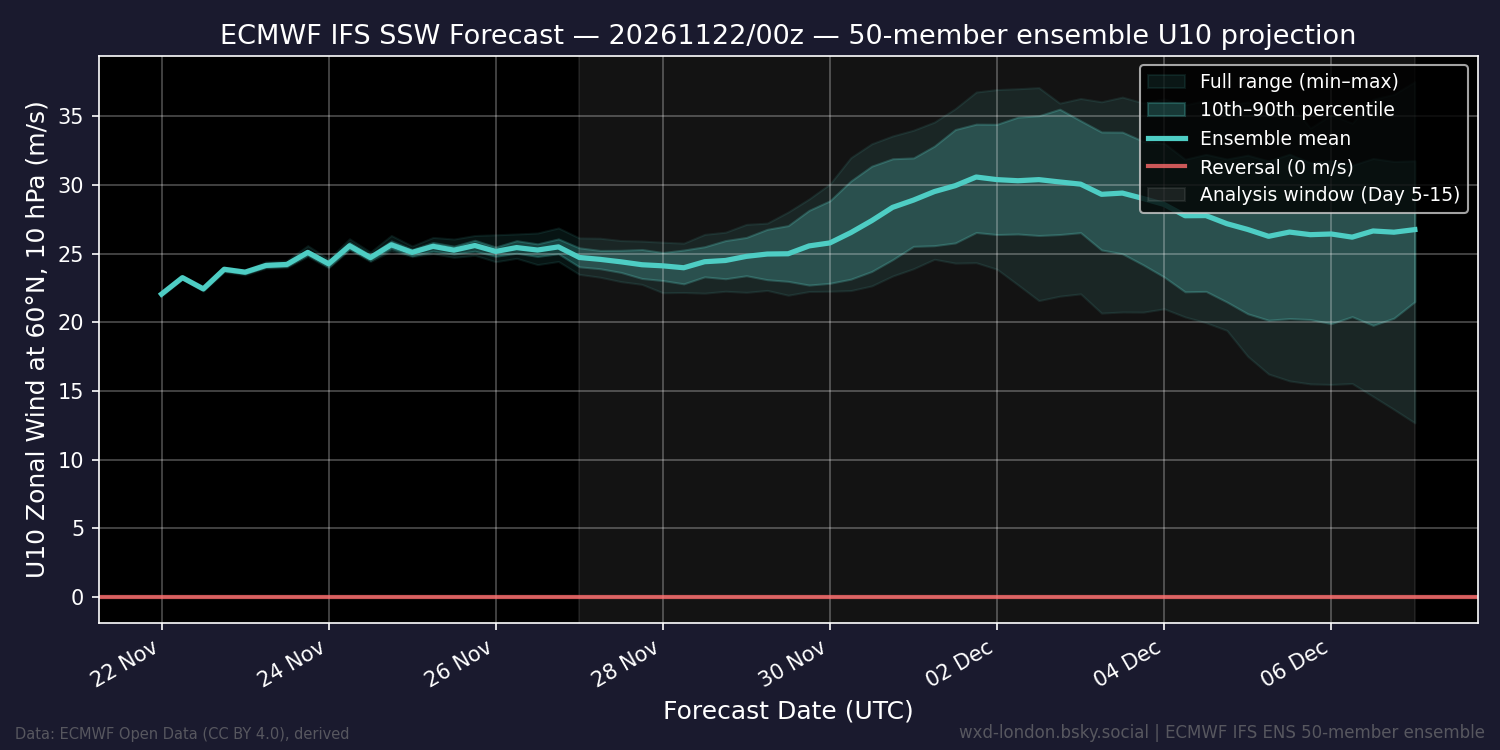 ECMWF IFS SSW Forecast — 20261122/00z — 50-member ensemble U10 projection
Full range (min–max)
10th–90th percentile
Ensemble mean
Reversal (0 m/s)
Analysis window (Day 5-15)
U10 Zonal Wind at 60°N, 10 hPa (m/s)
35
30
25
20
15
10
5
0
22 Nov
24 Nov
26 Nov
28 Nov
30 Nov
02 Dec
04 Dec
06 Dec
Forecast Date (UTC)
Data: ECMWF Open Data (CC BY 4.0), derived
wxd-london.bsky.social | ECMWF IFS ENS 50-member ensemble